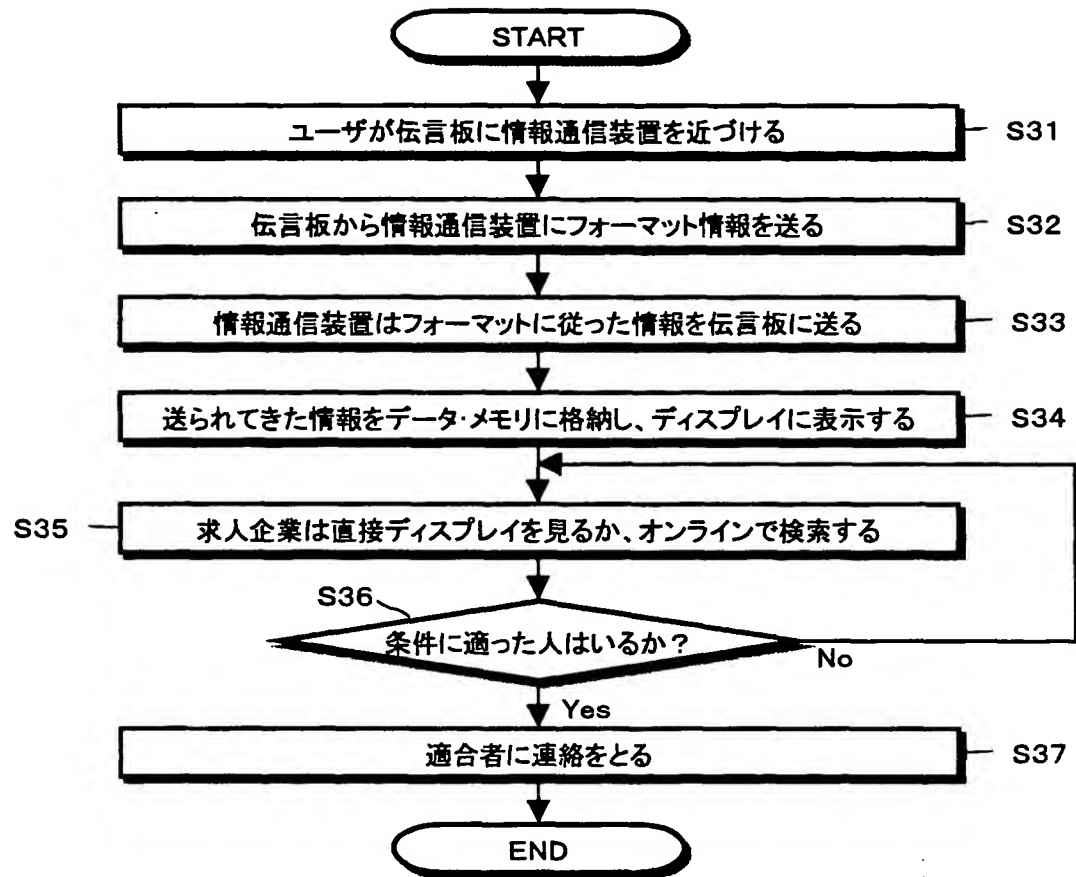 START
ユーザが伝言板に情報通信装置を近づける
S31
伝言板から情報通信装置にフォーマット情報を送る
S32
情報通信装置はフォーマットに従った情報を伝言板に送る
S33
送られてきた情報をデータ・メモリに格納し、ディスプレイに表示する
S34
S35
求人企業は直接ディスプレイを見るか、オンラインで検索する
S36
条件に適った人はいるか？
No
Yes
適合者に連絡をとる
S37
END